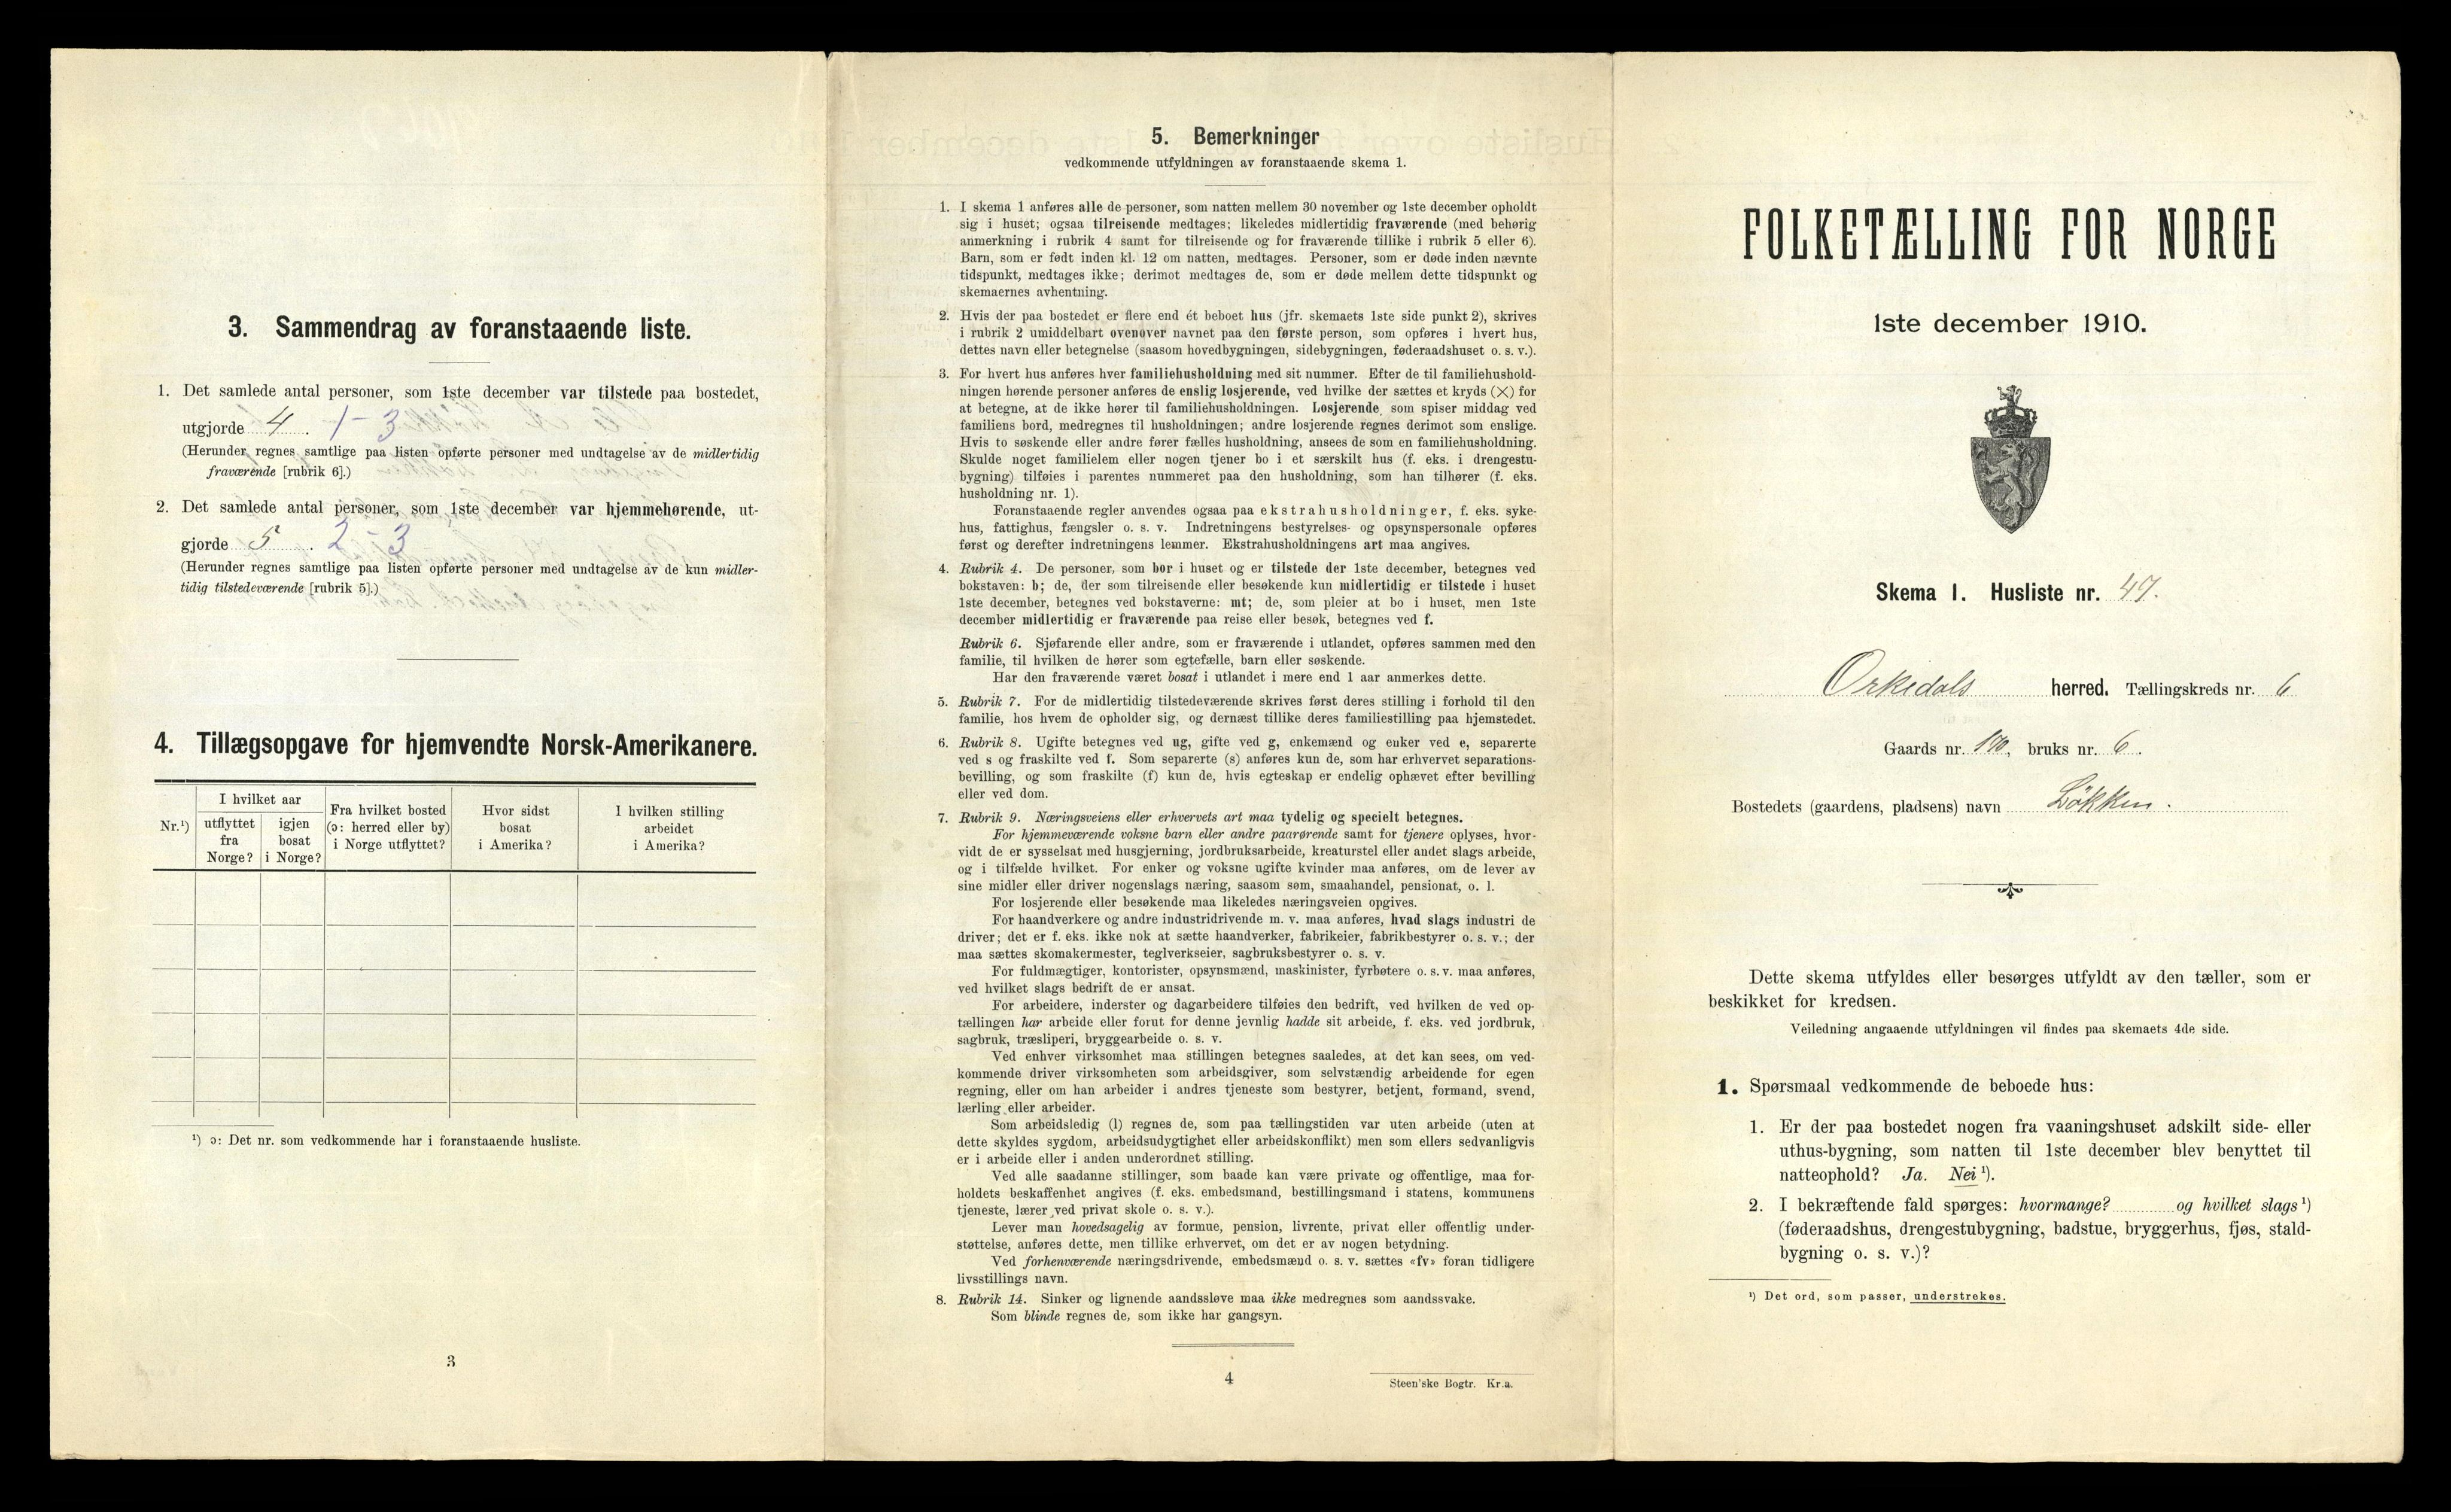 3. Sammendrag av foranstaaende liste.
1. Det samlede antal personer, som 1ste december var tilstede paa bostedet,
utgjorde 4. 1-3
(Herunder regnes samtlige paa listen opførte personer med undtagelse av de midlertidig
fraværende [rubrik 6].)
2. Det samlede antal personer, som 1ste december var hjemmehørende, ut-
gjorde 5. 2-3
(Herunder regnes samtlige paa listen opførte personer med undtagelse av de kun midler-
tidig tilstedeværende [rubrik 5].)
4. Tillægsopgave for hjemvendte Norsk-Amerikanere.
Nr.¹)
I hvilket aar
utflyttet
fra
Norge?
igjen
bosat
i Norge?
Fra hvilket bosted
(ɔ: herred eller by)
i Norge utflyttet?
Hvor sidst
bosat
i Amerika?
I hvilken stilling
arbeidet
i Amerika?
¹) ɔ: Det nr. som vedkommende har i foranstaaende husliste.
3
5. Bemerkninger
vedkommende utfyldningen av foranstaaende skema 1.
1. I skema 1 anføres alle de personer, som natten mellem 30 november og 1ste december opholdt
sig i huset; ogsaa tilreisende medtages; likeledes midlertidig fraværende (med behørig
anmerkning i rubrik 4 samt for tilreisende og for fraværende tillike i rubrik 5 eller 6).
Barn, som er født inden kl. 12 om natten, medtages. Personer, som er døde inden nævnte
tidspunkt, medtages ikke; derimot medtages de, som er døde mellem dette tidspunkt og
skemaernes avhentning.
2. Hvis der paa bostedet er flere end ét beboet hus (jfr. skemaets 1ste side punkt 2), skrives
i rubrik 2 umiddelbart ovenover navnet paa den første person, som opføres i hvert hus,
dettes navn eller betegnelse (saasom hovedbygningen, sidebygningen, føderaadshuset o. s. v.).
3. For hvert hus anføres hver familiehusholdning med sit nummer. Efter de til familiehushold-
ningen hørende personer anføres de enslig losjerende, ved hvilke der sættes et kryds (×) for
at betegne, at de ikke hører til familiehusholdningen. Losjerende som spiser middag ved
familiens bord, medregnes til husholdningen; andre losjerende regnes derimot som enslige.
Hvis to søskende eller andre fører fælles husholdning, ansees de som en familiehusholdning.
Skulde noget familielem eller nogen tjener bo i et særskilt hus (f. eks. i drengestu-
bygning) tilføies i parentes nummeret paa den husholdning, som han tilhører (f. eks.
husholdning nr. 1).
Foranstaaende regler anvendes ogsaa paa ekstrahusholdninger, f. eks. syke-
hus, fattighus, fængsler o. s. v. Indretningens bestyrelses- og opsynspersonale opføres
først og derefter indretningens lemmer. Ekstrahusholdningens art maa angives.
4. Rubrik 4. De personer, som bor i huset og er tilstede der 1ste december, betegnes ved
bokstaven: b; de, der som tilreisende eller besøkende kun midlertidig er tilstede i huset
1ste december, betegnes ved bokstaverne: mt; de, som pleier at bo i huset, men 1ste
december midlertidig er fraværende paa reise eller besøk, betegnes ved f.
Rubrik 6. Sjøfarende eller andre, som er fraværende i utlandet, opføres sammen med den
familie, til hvilken de hører som egtefælle, barn eller søskende.
Har den fraværende været bosat i utlandet i mere end 1 aar anmerkes dette.
5. Rubrik 7. For de midlertidig tilstedeværende skrives først deres stilling i forhold til den
familie, hos hvem de opholder sig, og dernæst tillike deres familiestilling paa hjemstedet.
6. Rubrik 8. Ugifte betegnes ved ug, gifte ved g, enkemænd og enker ved e, separerte
ved s og fraskilte ved f. Som separerte (s) anføres kun de, som har erhvervet separations-
bevilling, og som fraskilte (f) kun de, hvis egteskap er endelig ophævet efter bevilling
eller ved dom.
7. Rubrik 9. Næringsveiens eller erhvervets art maa tydelig og specielt betegnes.
For hjemmeværende voksne barn eller andre paarørende samt for tjenere oplyses, hvor-
vidt de er sysselsat med husgjerning, jordbruksarbeide, kreaturstel eller andet slags arbeide,
og i tilfælde hvilket. For enker og voksne ugifte kvinder maa anføres, om de lever av
sine midler eller driver nogenslags næring, saasom søm, smaahandel, pensionat, o. l.
For losjerende eller besøkende maa likeledes næringsveien opgives.
For haandverkere og andre industridrivende m. v. maa anføres, hvad slags industri de
driver; det er f. eks. ikke nok at sætte haandverker, fabrikeier, fabrikbestyrer o. s. v.; der
maa sættes skomakermester, teglverkseier, sagbruksbestyrer o. s. v.
For fuldmægtiger, kontorister, opsynsmænd, maskinister, fyrbøtere o. s. v. maa anføres,
ved hvilket slags bedrift de er ansat.
For arbeidere, inderster og dagarbeidere tilføies den bedrift, ved hvilken de ved op-
tællingen har arbeide eller forut for denne jevnlig hadde sit arbeide, f. eks. ved jordbruk,
sagbruk, træsliperi, bryggearbeide o. s. v.
Ved enhver virksomhet maa stillingen betegnes saaledes, at det kan sees, om ved-
kommende driver virksomheten som arbeidsgiver, som selvstændig arbeidende for egen
regning, eller om han arbeider i andres tjeneste som bestyrer, betjent, formand, svend,
lærling eller arbeider.
Som arbeidsledig (l) regnes de, som paa tællingstiden var uten arbeide (uten at
dette skyldes sygdom, arbeidsudygtighet eller arbeidskonflikt) men som ellers sedvanligvis
er i arbeide eller i anden underordnet stilling.
Ved alle saadanne stillinger, som baade kan være private og offentlige, maa for-
holdets beskaffenhet angives (f. eks. embedsmand, bestillingsmand i statens, kommunens
tjeneste, lærer ved privat skole o. s. v.).
Lever man hovedsagelig av formue, pension, livrente, privat eller offentlig under-
støttelse, anføres dette, men tillike erhvervet, om det er av nogen betydning.
Ved forhenværende næringsdrivende, embedsmænd o. s. v. sættes «fv» foran tidligere
livsstillings navn.
8. Rubrik 14. Sinker og lignende aandssløve maa ikke medregnes som aandssvake.
Som blinde regnes de, som ikke har gangsyn.
4
Steen'ske Bogtr. Kr.a.
FOLKETÆLLING FOR NORGE
1ste december 1910.
Skema 1. Husliste nr. 47.
Orkedals herred. Tællingskreds nr. 6
Gaards nr. 170, bruks nr. 6.
Bostedets (gaardens, pladsens) navn Løkken.
Dette skema utfyldes eller besørges utfyldt av den tæller, som er
beskikket for kredsen.
Veiledning angaaende utfyldningen vil findes paa skemaets 4de side.
1. Spørsmaal vedkommende de beboede hus:
1. Er der paa bostedet nogen fra vaaningshuset adskilt side- eller
uthus-bygning, som natten til 1ste december blev benyttet til
natteophold? Ja. Nei ¹).
2. I bekræftende fald spørges: hvormange? og hvilket slags ¹)
(føderaadshus, drengestubygning, badstue, bryggerhus, fjøs, stald-
bygning o. s. v.)?
¹) Det ord, som passer, understrekes.